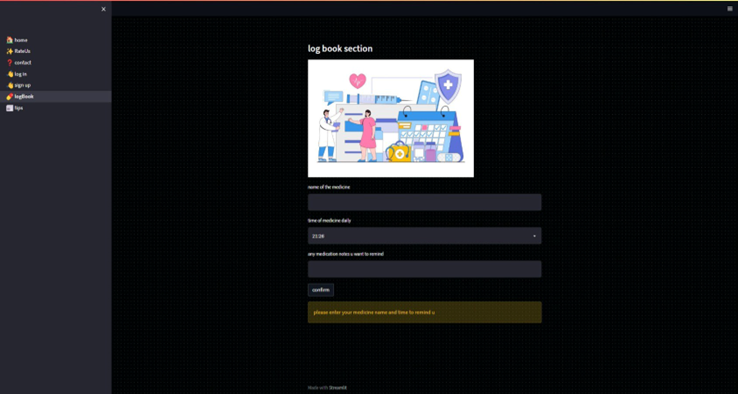 home
RateUs
contact
log in
sign up
logBook
tips
log book section
name of the medicine
time of medicine daily
21:28
any medication notes u want to remind
confirm
please enter your medicine name and time to remind u
Made with Streamlit